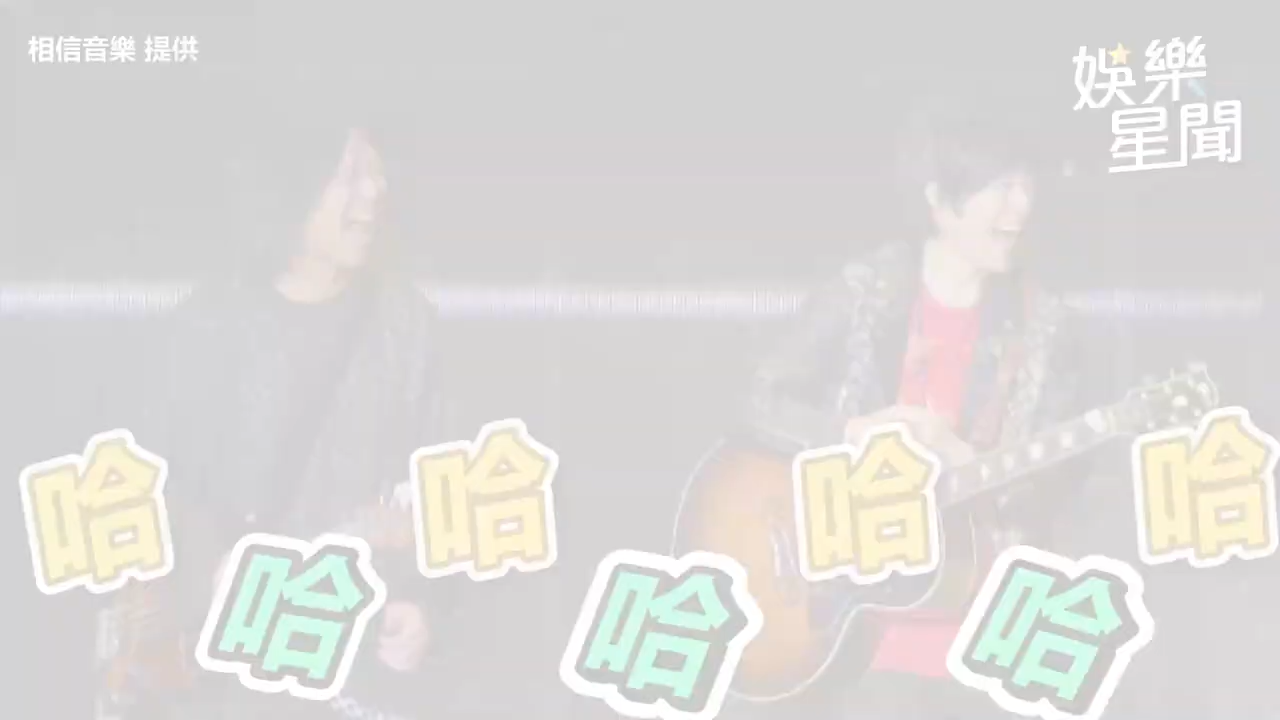 相信音樂 提供
娛樂
星聞
哈 哈 哈 哈
哈 哈 哈